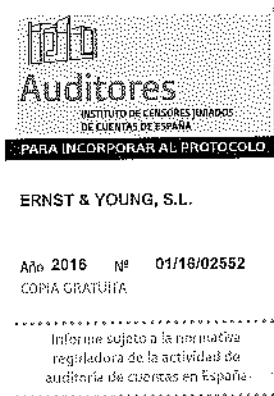 Auditores
INSTITUTO DE CENSORES JURADOS
DE CUENTAS DE ESPAÑA
PARA INCORPORAR AL PROTOCOLO
ERNST & YOUNG, S.L.
Año 2016 Nº 01/16/02552
COPIA GRATUITA
Informe sujeto a la normativa
reguladora de la actividad de
auditoría de cuentas en España